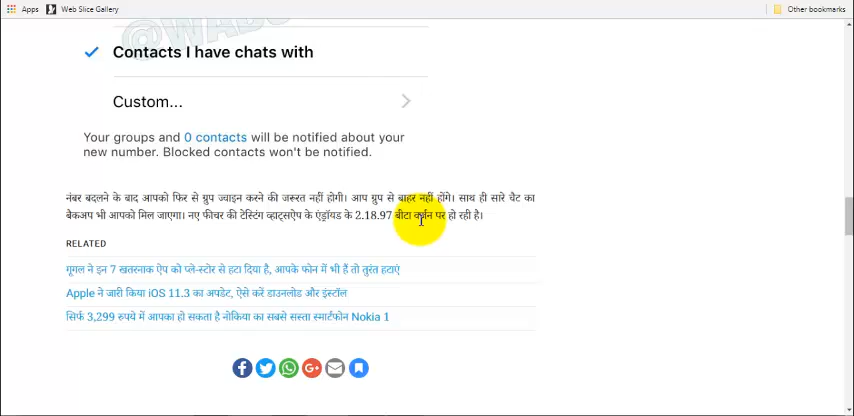 Apps Web Slice Gallery Other bookmarks
@WABE
Contacts I have chats with
Custom...
Your groups and 0 contacts will be notified about your
new number. Blocked contacts won't be notified.
नंबर बदलने के बाद आपको फिर से ग्रुप ज्वाइन करने की जरूरत नहीं होगी। आप ग्रुप से बाहर नहीं होंगे। साथ ही सारे चैट का
बैकअप भी आपको मिल जाएगा। नए फीचर की टेस्टिंग व्हाट्सऐप के एंड्रॉयड के 2.18.97 बीटा वर्जन पर हो रही है।
RELATED
गूगल ने इन 7 खतरनाक ऐप को प्ले-स्टोर से हटा दिया है, आपके फोन में भी हैं तो तुरंत हटाएं
Apple ने जारी किया iOS 11.3 का अपडेट, ऐसे करें डाउनलोड और इंस्टॉल
सिर्फ 3,299 रुपये में आपका हो सकता है नोकिया का सबसे सस्ता स्मार्टफोन Nokia 1